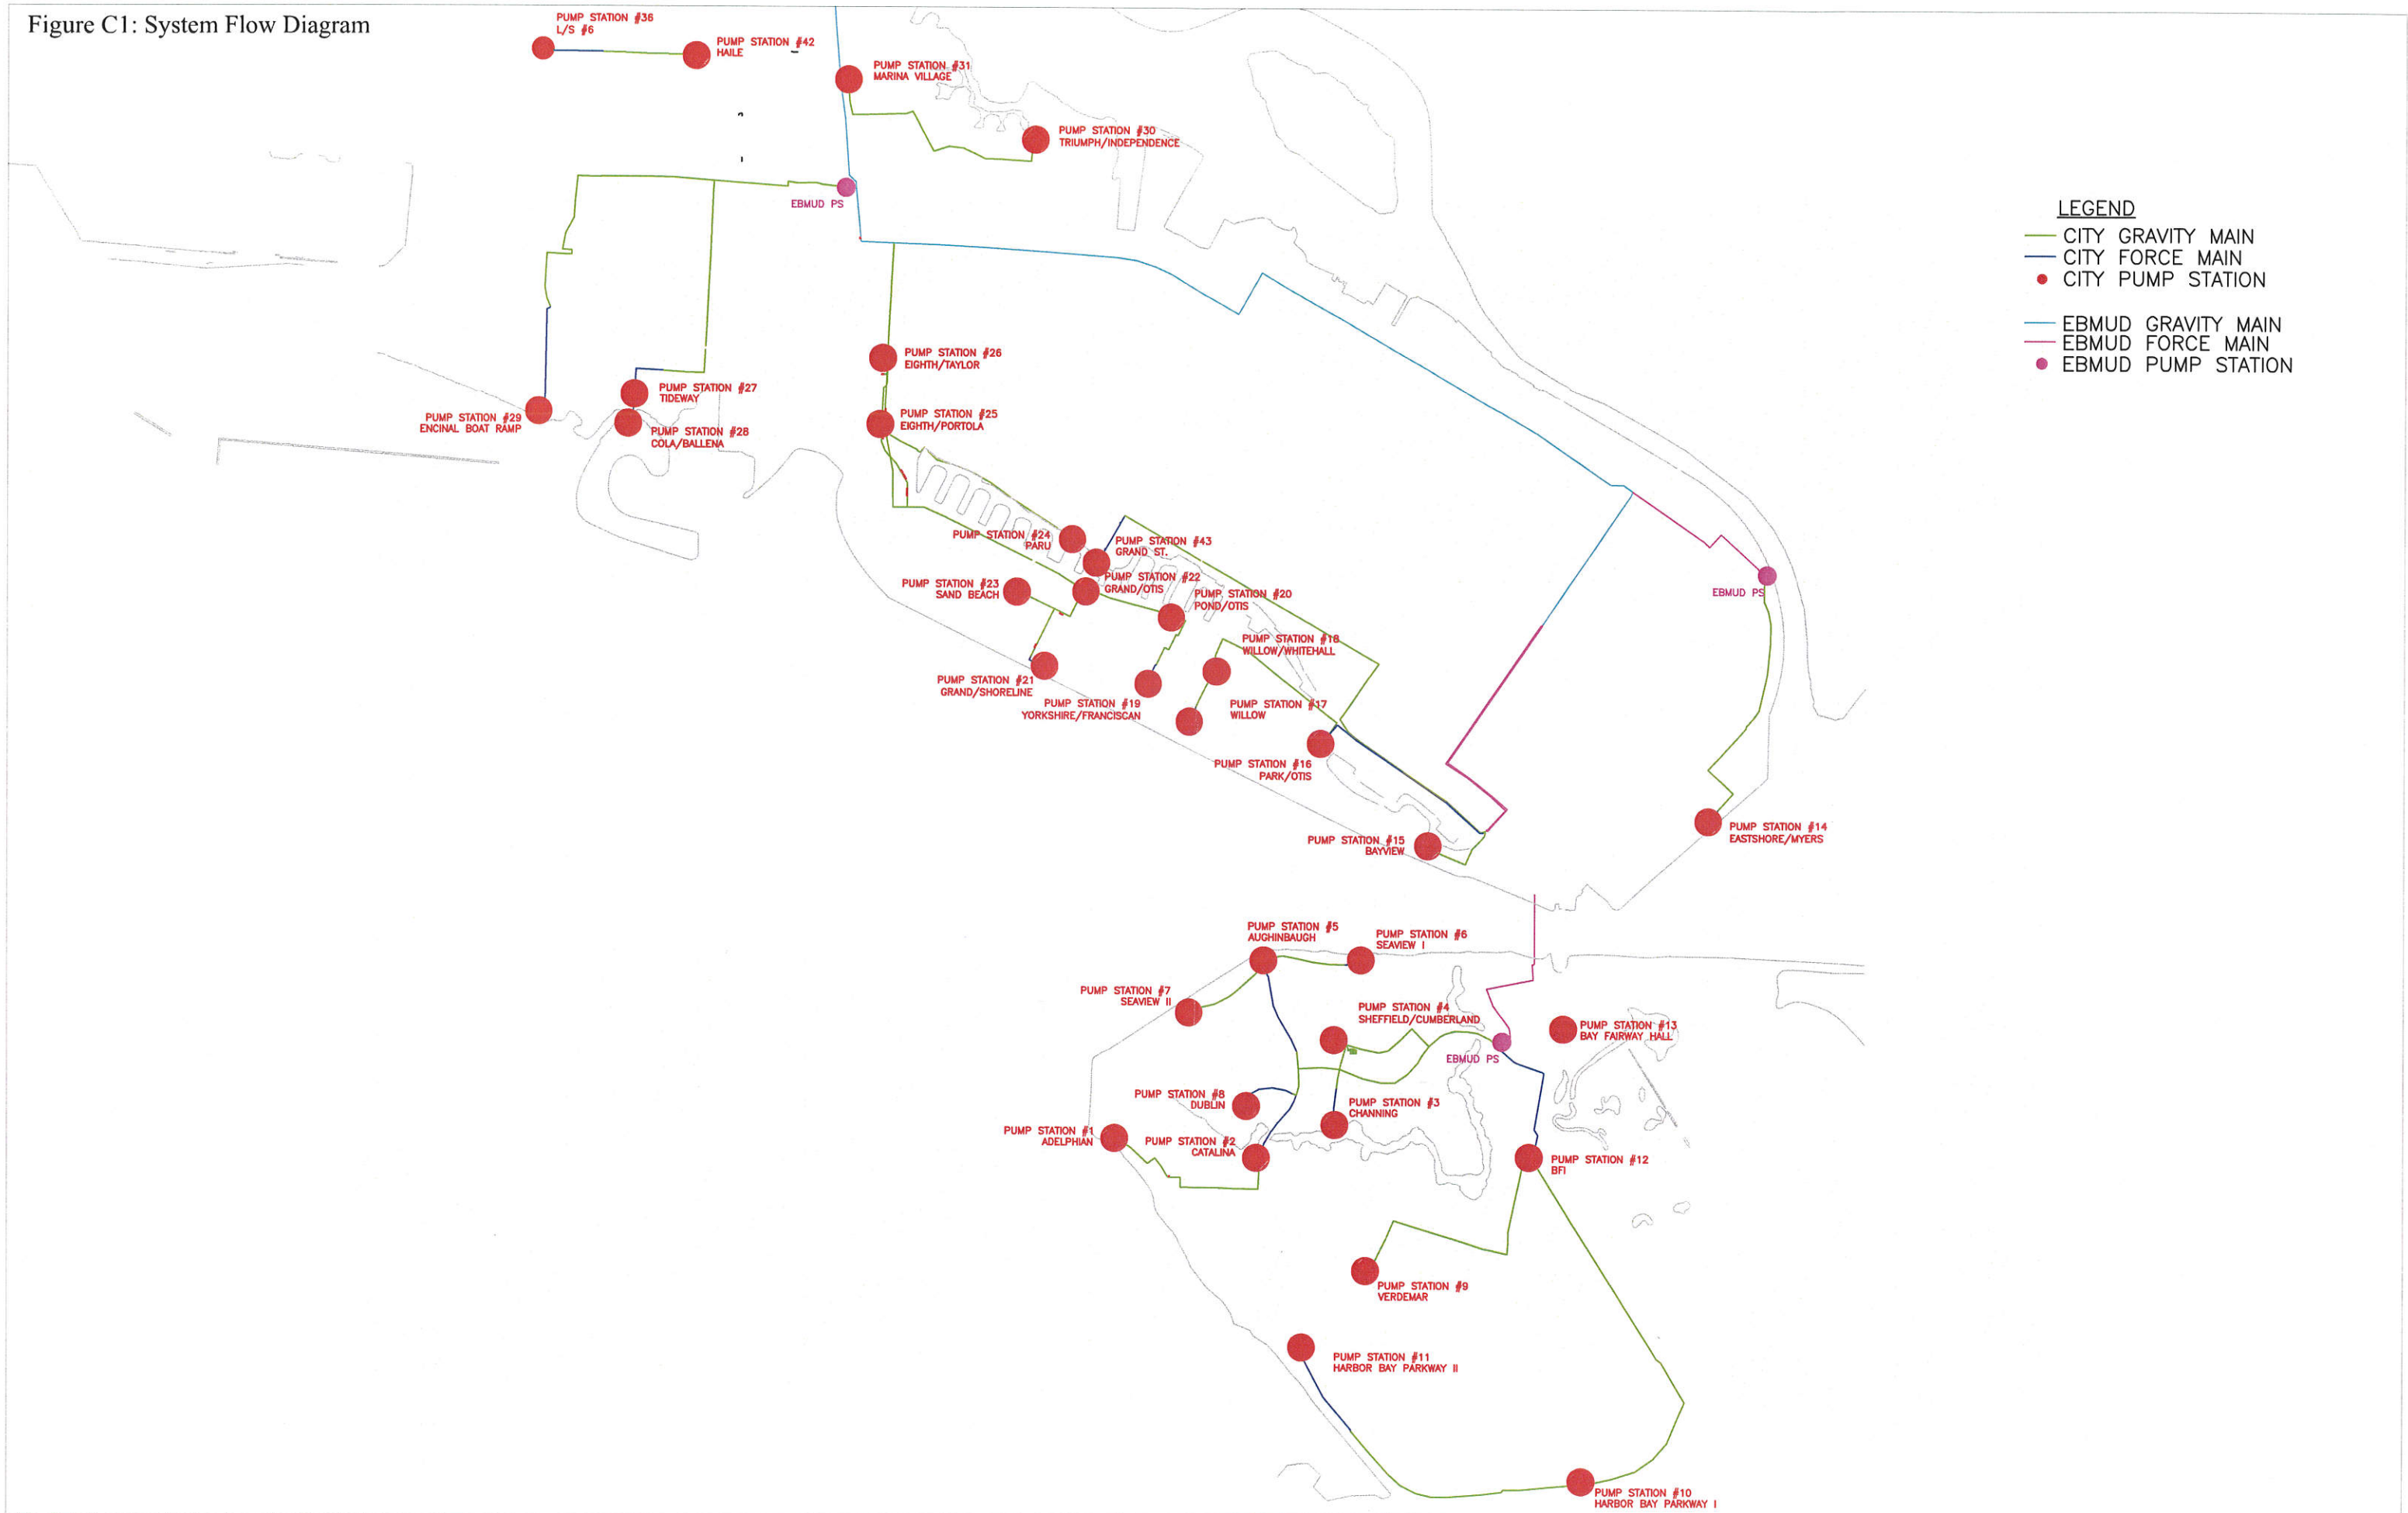 Figure C1: System Flow Diagram
PUMP STATION #36
L/S #6
PUMP STATION #42
HAILE
PUMP STATION #31
MARINA VILLAGE
PUMP STATION #30
TRIUMPH/INDEPENDENCE
EBMUD PS
LEGEND
CITY GRAVITY MAIN
CITY FORCE MAIN
CITY PUMP STATION
EBMUD GRAVITY MAIN
EBMUD FORCE MAIN
EBMUD PUMP STATION
PUMP STATION #26
EIGHTH/TAYLOR
PUMP STATION #27
TIDEWAY
PUMP STATION #29
ENCINAL BOAT RAMP
PUMP STATION #28
COLA/BALLENA
PUMP STATION #25
EIGHTH/PORTOLA
PUMP STATION #24
PARU
PUMP STATION #43
GRAND ST.
PUMP STATION #22
GRAND/OTIS
PUMP STATION #23
SAND BEACH
PUMP STATION #20
POND/OTIS
EBMUD PS
PUMP STATION #18
WILLOW/WHITEHALL
PUMP STATION #21
GRAND/SHORELINE
PUMP STATION #19
YORKSHIRE/FRANCISCAN
PUMP STATION #17
WILLOW
PUMP STATION #16
PARK/OTIS
PUMP STATION #15
BAYVIEW
PUMP STATION #14
EASTSHORE/MYERS
PUMP STATION #5
AUGHINBAUGH
PUMP STATION #6
SEAVIEW I
PUMP STATION #7
SEAVIEW II
PUMP STATION #4
SHEFFIELD/CUMBERLAND
PUMP STATION #13
BAY FAIRWAY HALL
EBMUD PS
PUMP STATION #8
DUBLIN
PUMP STATION #3
CHANNING
PUMP STATION #1
ADELPHIAN
PUMP STATION #2
CATALINA
PUMP STATION #12
BFI
PUMP STATION #9
VERDEMAR
PUMP STATION #11
HARBOR BAY PARKWAY II
PUMP STATION #10
HARBOR BAY PARKWAY I